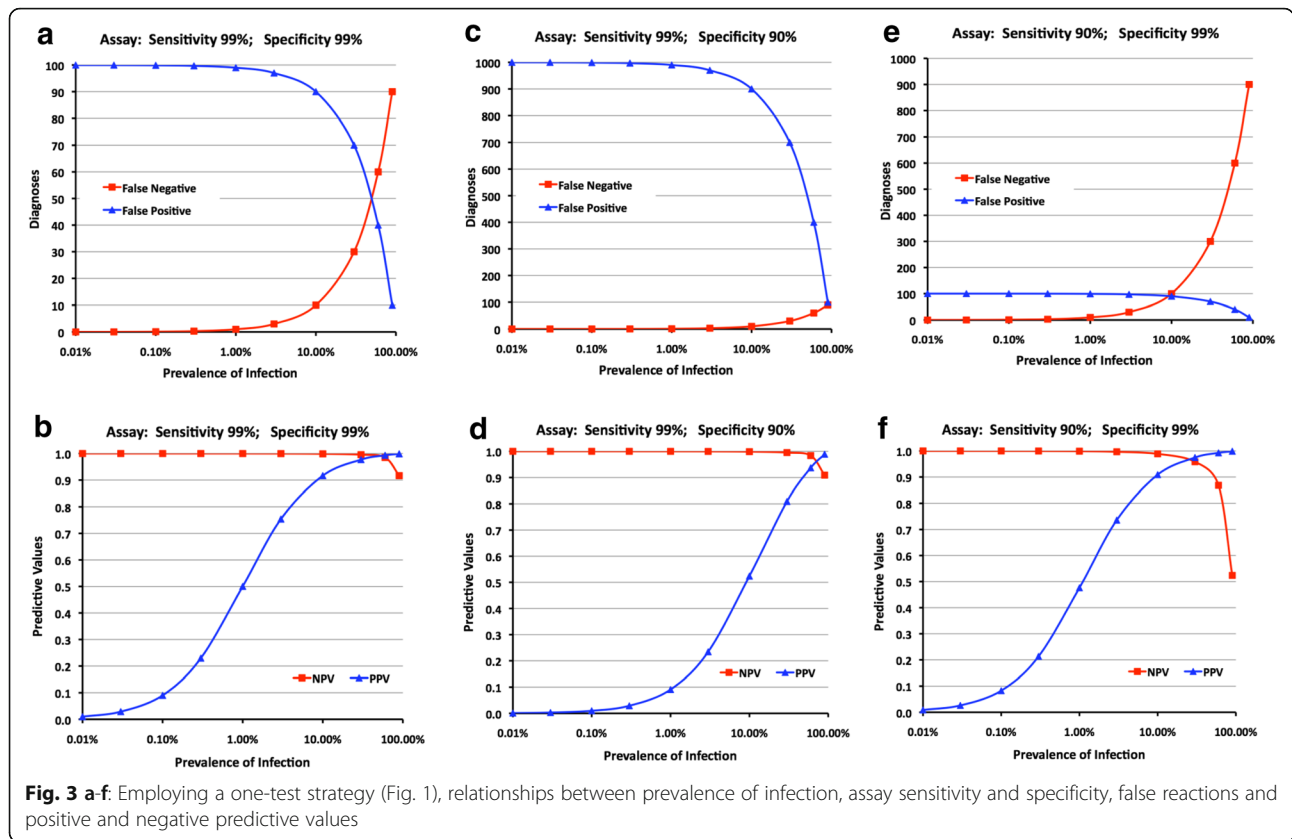 a
Assay: Sensitivity 99%; Specificity 99%
100
90
80
70
60
50
40
30
20
10
0
Diagnoses
False Negative
False Positive
0.01% 0.10% 1.00% 10.00% 100.00%
Prevalence of Infection
c
Assay: Sensitivity 99%; Specificity 90%
1000
900
800
700
600
500
400
300
200
100
0
Diagnoses
False Negative
False Positive
0.01% 0.10% 1.00% 10.00% 100.00%
Prevalence of Infection
e
Assay: Sensitivity 90%; Specificity 99%
1000
900
800
700
600
500
400
300
200
100
0
Diagnoses
False Negative
False Positive
0.01% 0.10% 1.00% 10.00% 100.00%
Prevalence of Infection
b
Assay: Sensitivity 99%; Specificity 99%
1.0
0.9
0.8
0.7
0.6
0.5
0.4
0.3
0.2
0.1
0.0
Predictive Values
NPV PPV
0.01% 0.10% 1.00% 10.00% 100.00%
Prevalence of Infection
d
Assay: Sensitivity 99%; Specificity 90%
1.0
0.9
0.8
0.7
0.6
0.5
0.4
0.3
0.2
0.1
0.0
Predictive Values
NPV PPV
0.01% 0.10% 1.00% 10.00% 100.00%
Prevalence of Infection
f
Assay: Sensitivity 90%; Specificity 99%
1.0
0.9
0.8
0.7
0.6
0.5
0.4
0.3
0.2
0.1
0.0
Predictive Values
NPV PPV
0.01% 0.10% 1.00% 10.00% 100.00%
Prevalence of Infection
Fig. 3 a-f: Employing a one-test strategy (Fig. 1), relationships between prevalence of infection, assay sensitivity and specificity, false reactions and
positive and negative predictive values